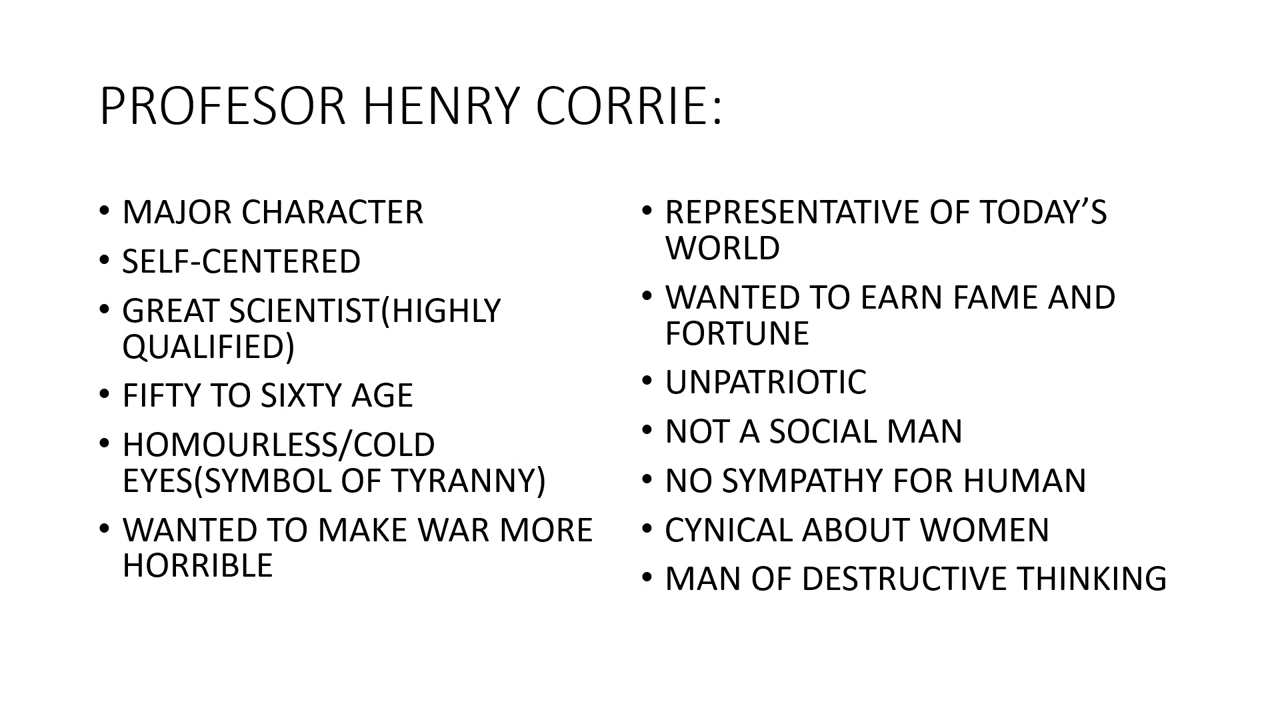 PROFESOR HENRY CORRIE:
• MAJOR CHARACTER
• SELF-CENTERED
• GREAT SCIENTIST(HIGHLY
QUALIFIED)
• FIFTY TO SIXTY AGE
• HOMOURLESS/COLD
EYES(SYMBOL OF TYRANNY)
• WANTED TO MAKE WAR MORE
HORRIBLE
• REPRESENTATIVE OF TODAY’S
WORLD
• WANTED TO EARN FAME AND
FORTUNE
• UNPATRIOTIC
• NOT A SOCIAL MAN
• NO SYMPATHY FOR HUMAN
• CYNICAL ABOUT WOMEN
• MAN OF DESTRUCTIVE THINKING